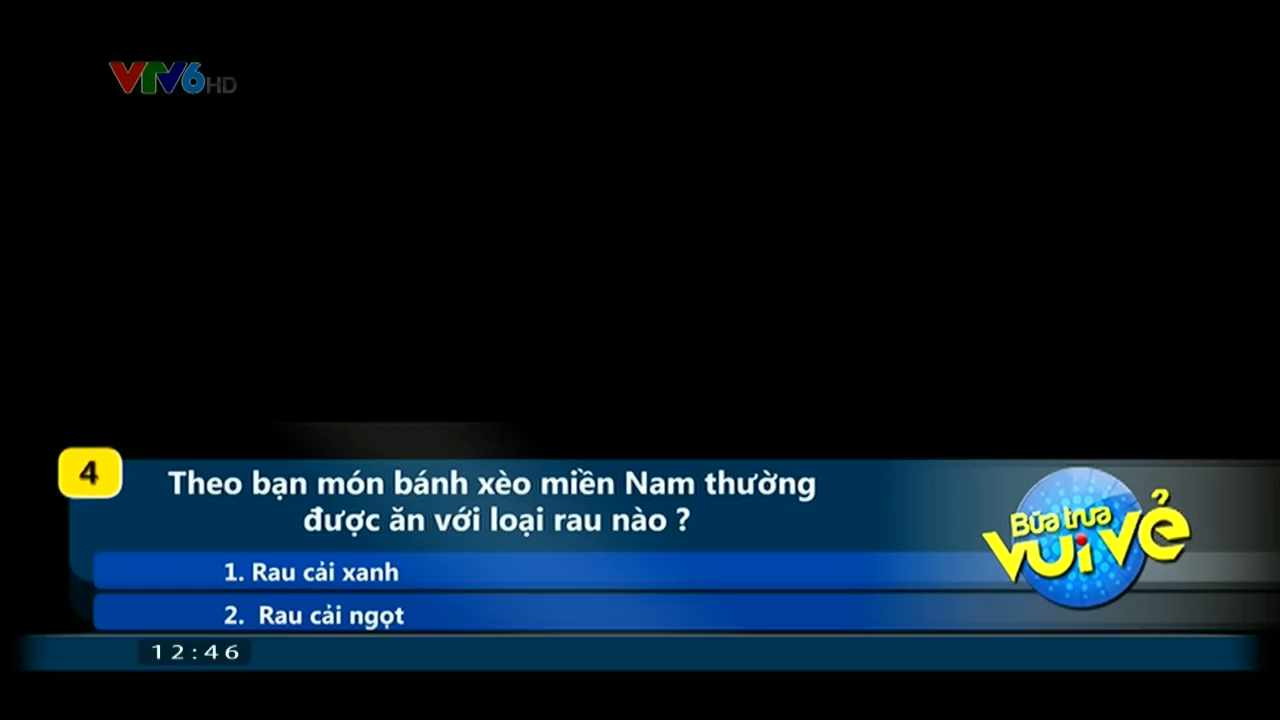 VTV6HD
4
Theo bạn món bánh xèo miền Nam thường
được ăn với loại rau nào ?
Bữa trưa
VUI VẺ
1. Rau cải xanh
2. Rau cải ngọt
12:46